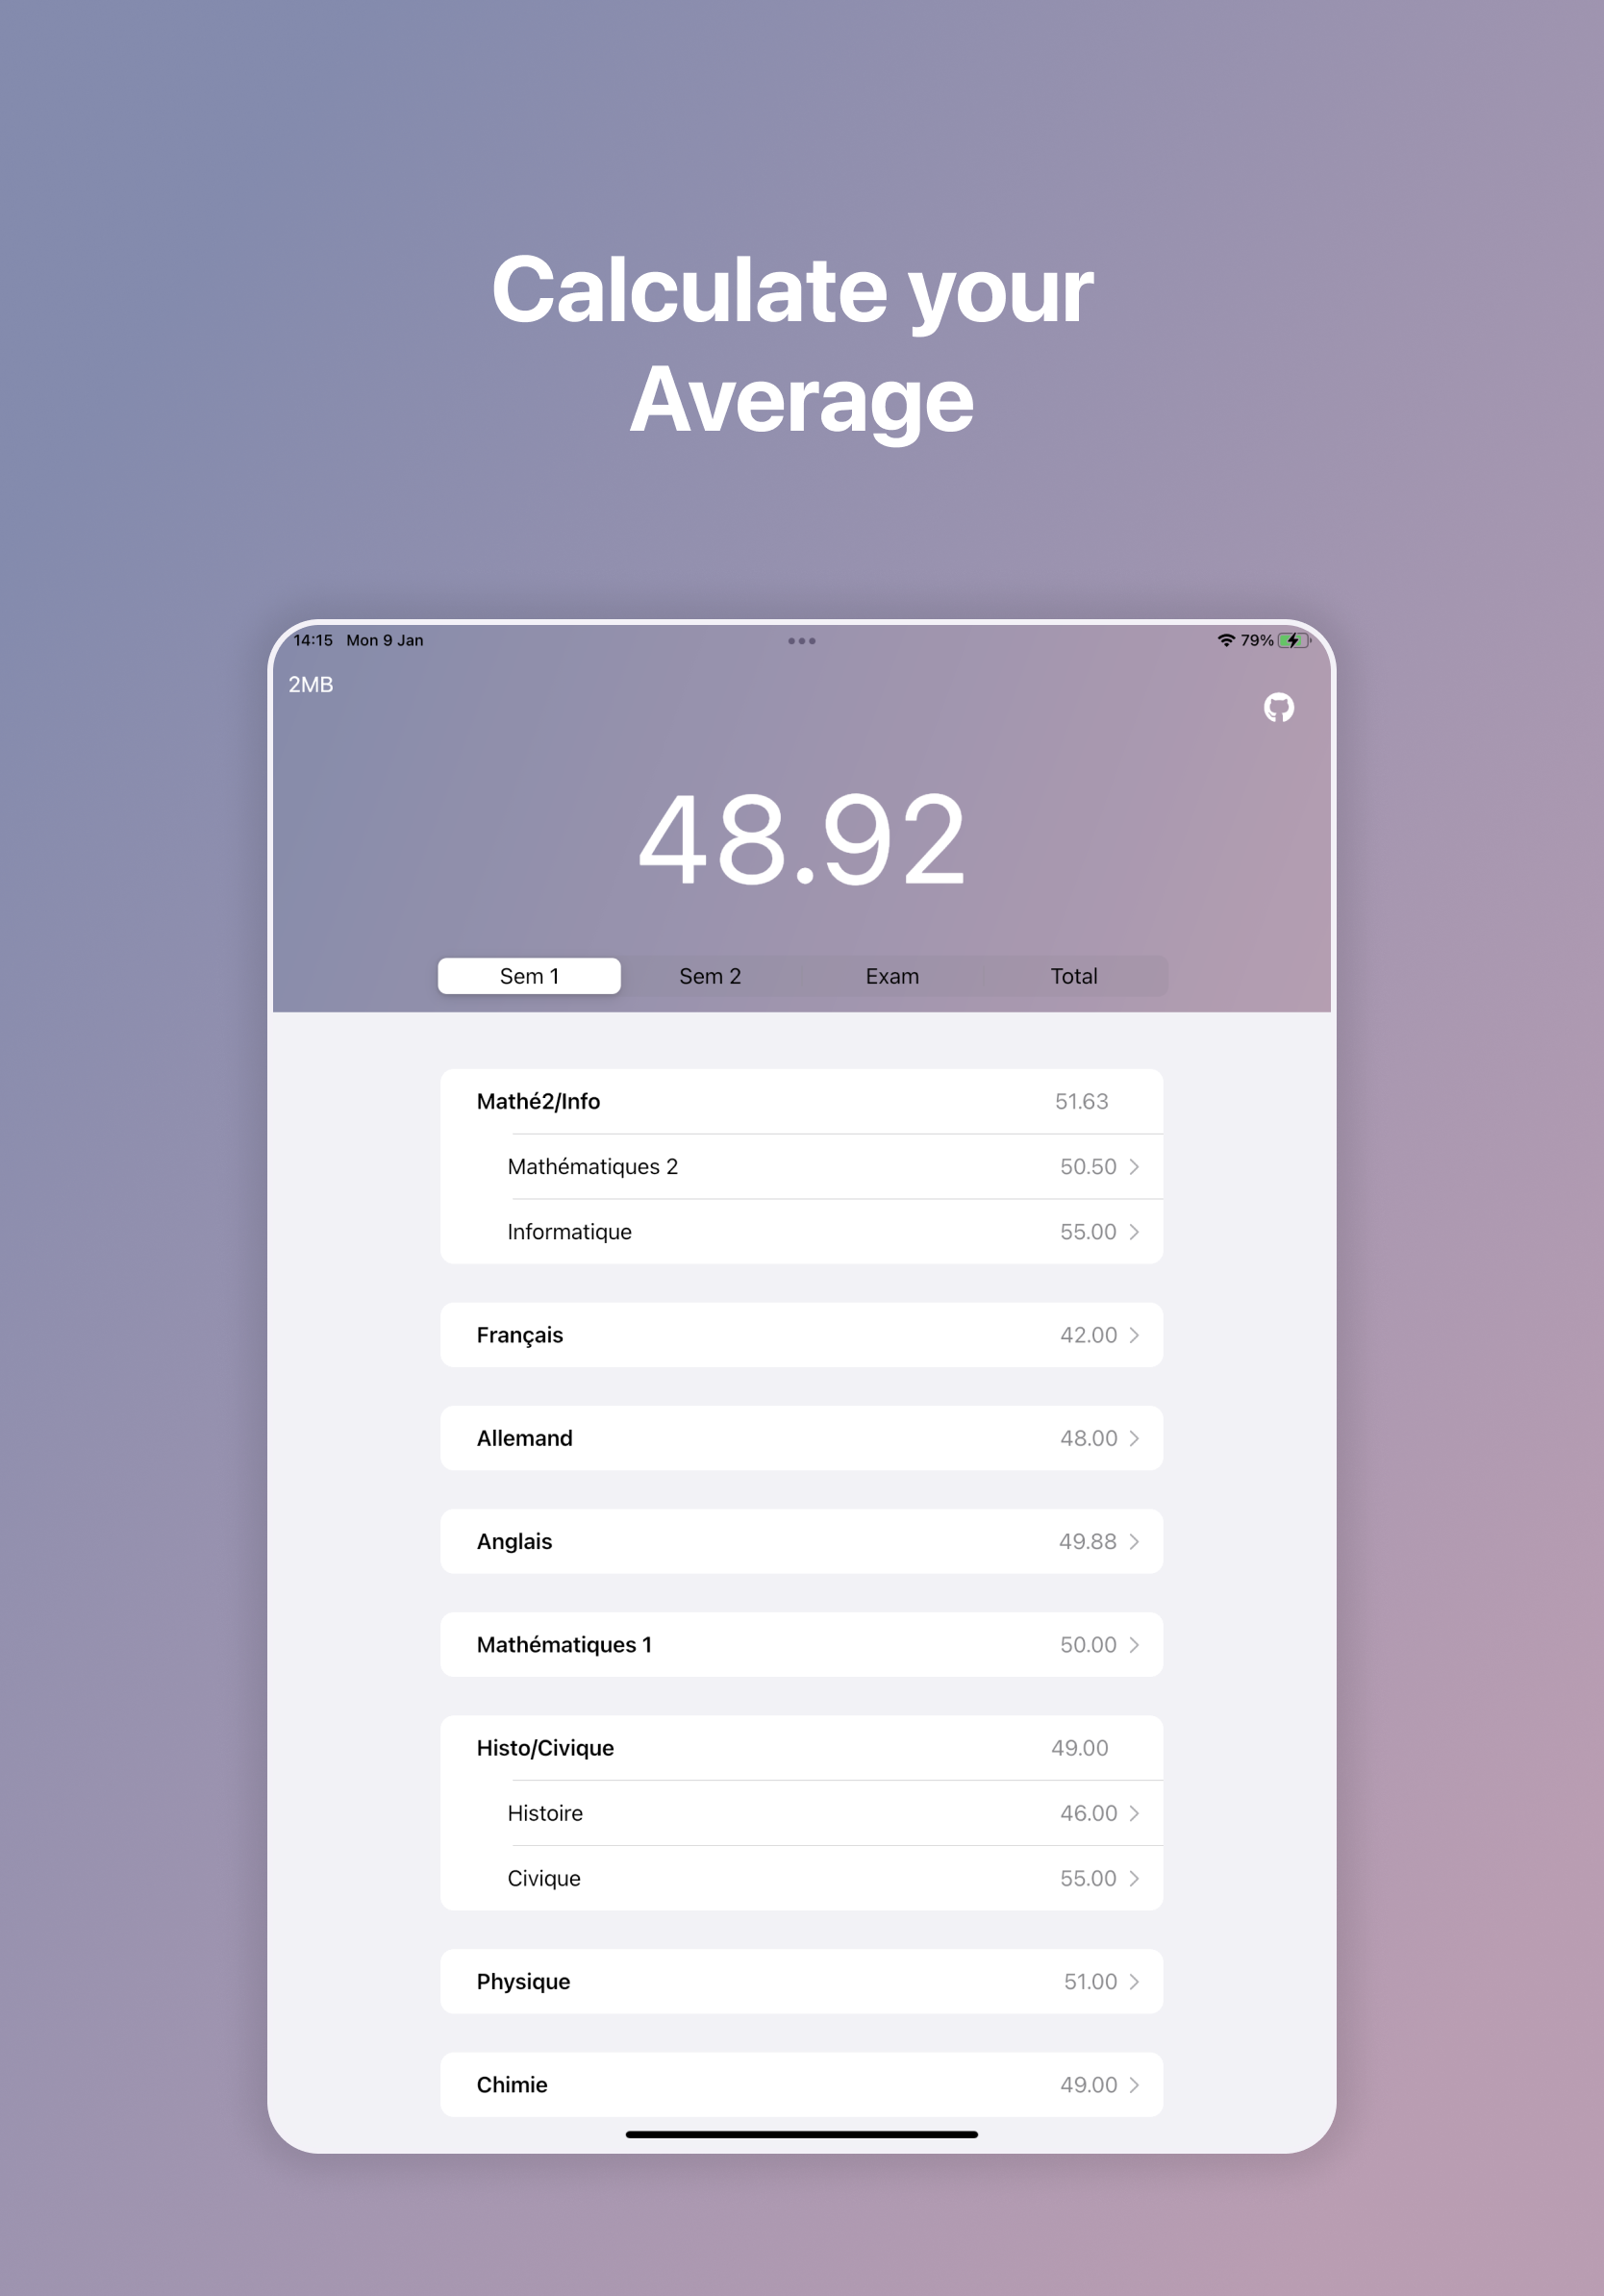 Calculate your
Average
14:15 Mon 9 Jan 79%
2MB
48.92
Sem 1 Sem 2 Exam Total
Mathé2/Info 51.63
Mathématiques 2 50.50
Informatique 55.00
Français 42.00
Allemand 48.00
Anglais 49.88
Mathématiques 1 50.00
Histo/Civique 49.00
Histoire 46.00
Civique 55.00
Physique 51.00
Chimie 49.00